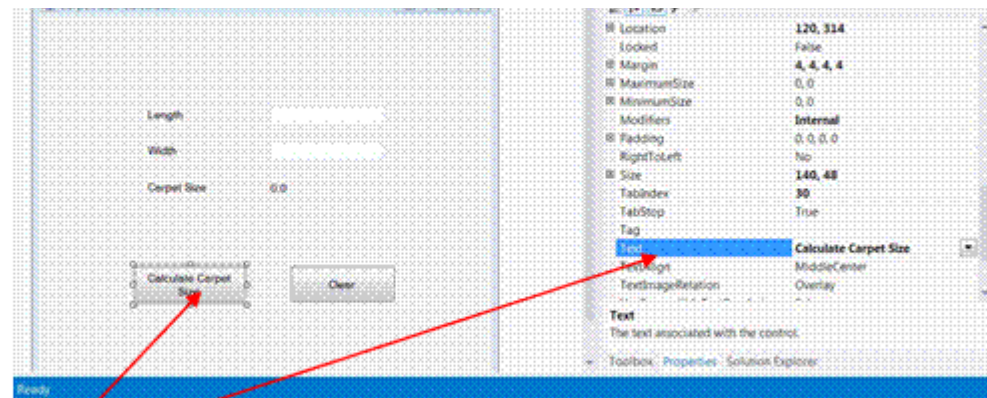 Length
Width
Carpet Size 0.0
Calculate Carpet
Size
Clear
Location 120, 314
Locked False
Margin 4, 4, 4, 4
MaximumSize 0, 0
MinimumSize 0, 0
Modifiers Internal
Padding 0, 0, 0, 0
RightToLeft No
Size 140, 48
TabIndex 30
TabStop True
Tag
Text Calculate Carpet Size
TextAlign MiddleCenter
TextImageRelation Overlay
Text
The text associated with the control.
Toolbox Properties Solution Explorer
Ready